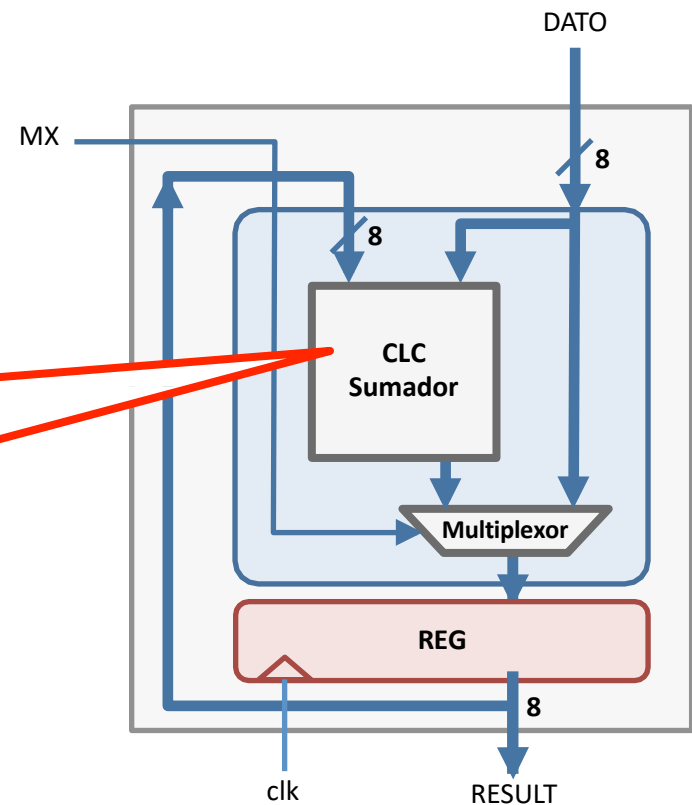 DATO
MX
8
8
CLC
Sumador
Multiplexor
REG
8
clk
RESULT